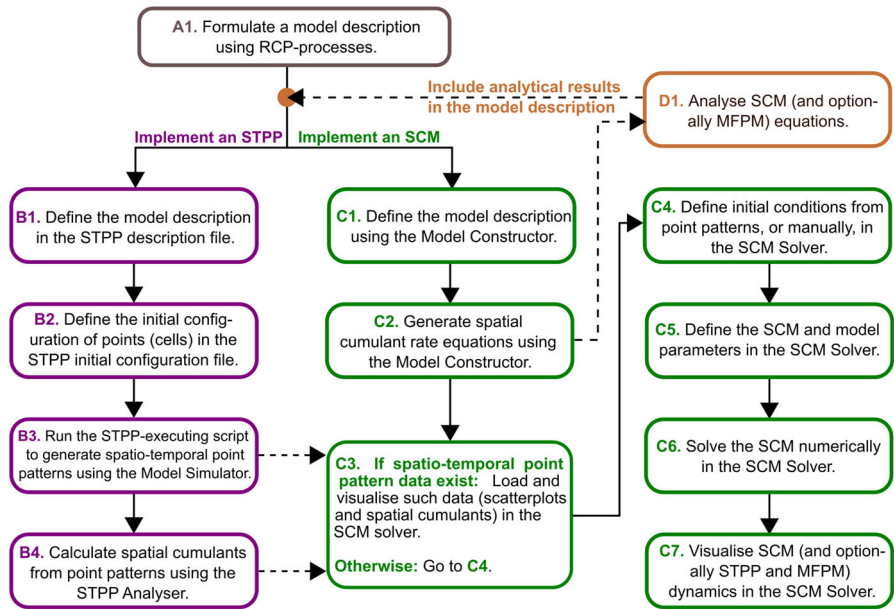 A1. Formulate a model description
using RCP-processes.
Include analytical results
in the model description
D1. Analyse SCM (and option-
ally MFPM) equations.
Implement an STPP
Implement an SCM
B1. Define the model description
in the STPP description file.
B2. Define the initial config-
uration of points (cells) in the
STPP initial configuration file.
B3. Run the STPP-executing script
to generate spatio-temporal point
patterns using the Model Simulator.
B4. Calculate spatial cumulants
from point patterns using the
STPP Analyser.
C1. Define the model description
using the Model Constructor.
C2. Generate spatial
cumulant rate equations using
the Model Constructor.
C3. If spatio-temporal point
pattern data exist: Load and
visualise such data (scatterplots
and spatial cumulants) in the
SCM solver.
Otherwise: Go to C4.
C4. Define initial conditions from
point patterns, or manually, in
the SCM Solver.
C5. Define the SCM and model
parameters in the SCM Solver.
C6. Solve the SCM numerically
in the SCM Solver.
C7. Visualise SCM (and option-
ally STPP and MFPM)
dynamics in the SCM Solver.